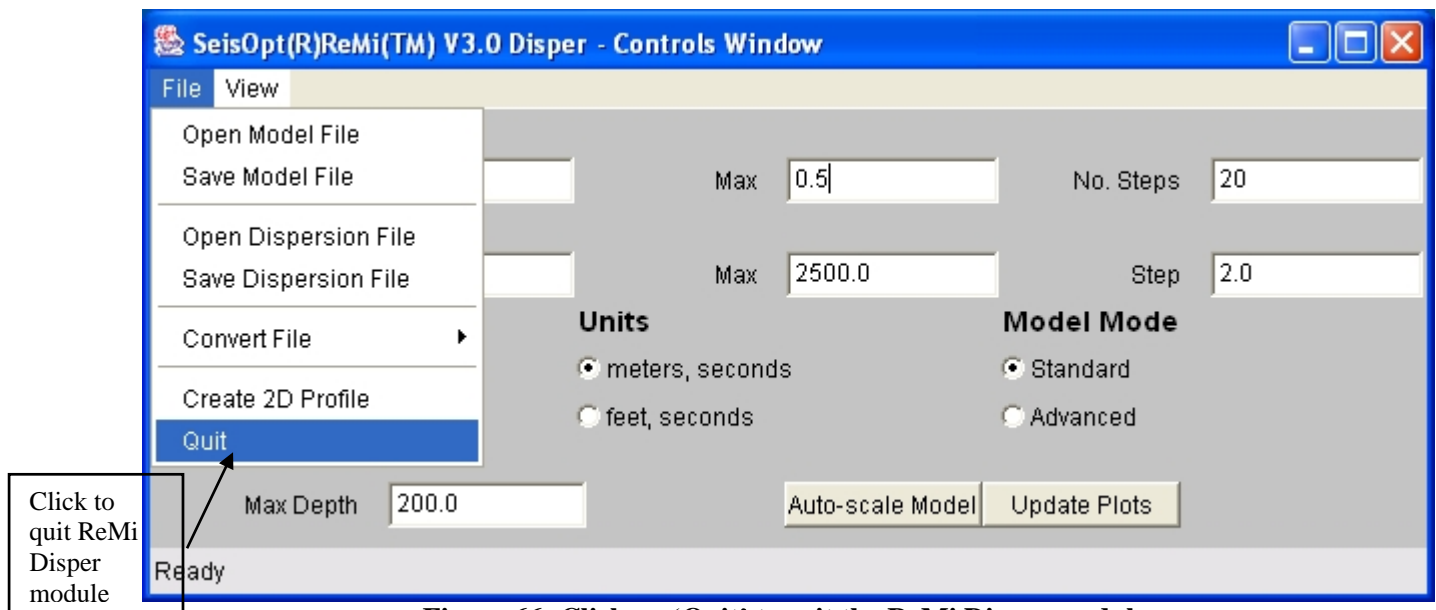 SeisOpt(R)ReMi(TM) V3.0 Disper - Controls Window
File View
Open Model File
Save Model File
Open Dispersion File
Save Dispersion File
Convert File
Create 2D Profile
Quit
Max 0.5 No. Steps 20
Max 2500.0 Step 2.0
Units Model Mode
meters, seconds Standard
feet, seconds Advanced
Max Depth 200.0 Auto-scale Model Update Plots
Ready
Click to
quit ReMi
Disper
module